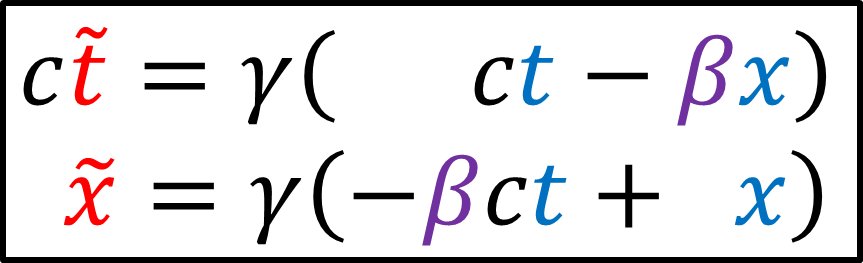 ct̃ = γ( ct − βx)
x̃ = γ(−βct + x)